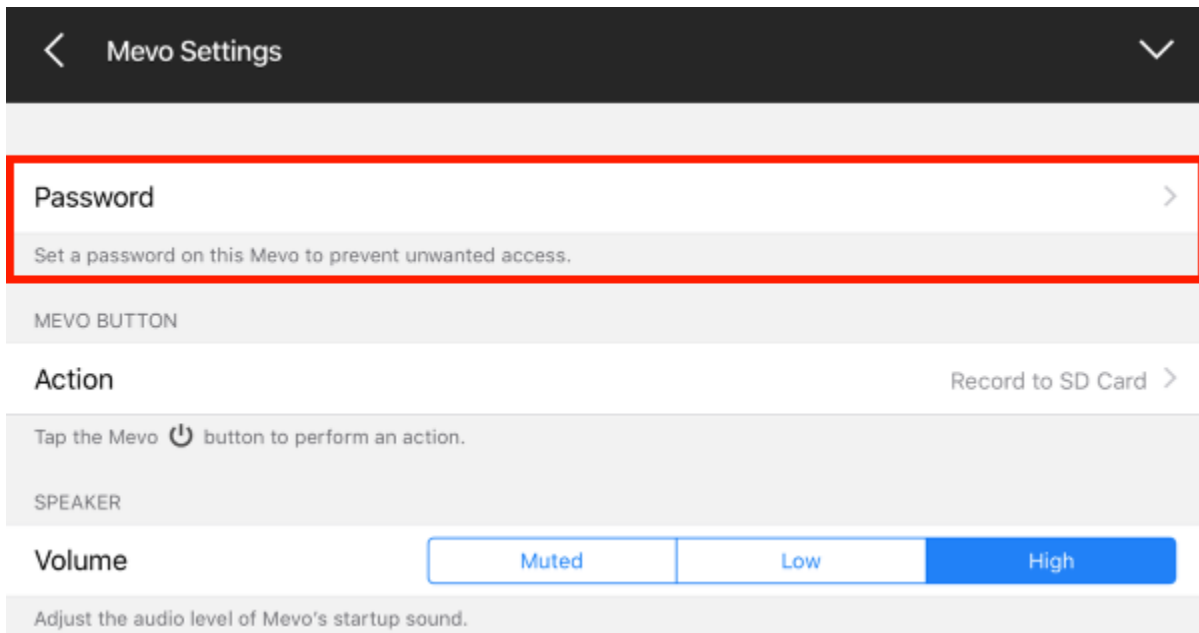 Mevo Settings
Password
Set a password on this Mevo to prevent unwanted access.
MEVO BUTTON
Action Record to SD Card
Tap the Mevo button to perform an action.
SPEAKER
Volume Muted Low High
Adjust the audio level of Mevo's startup sound.